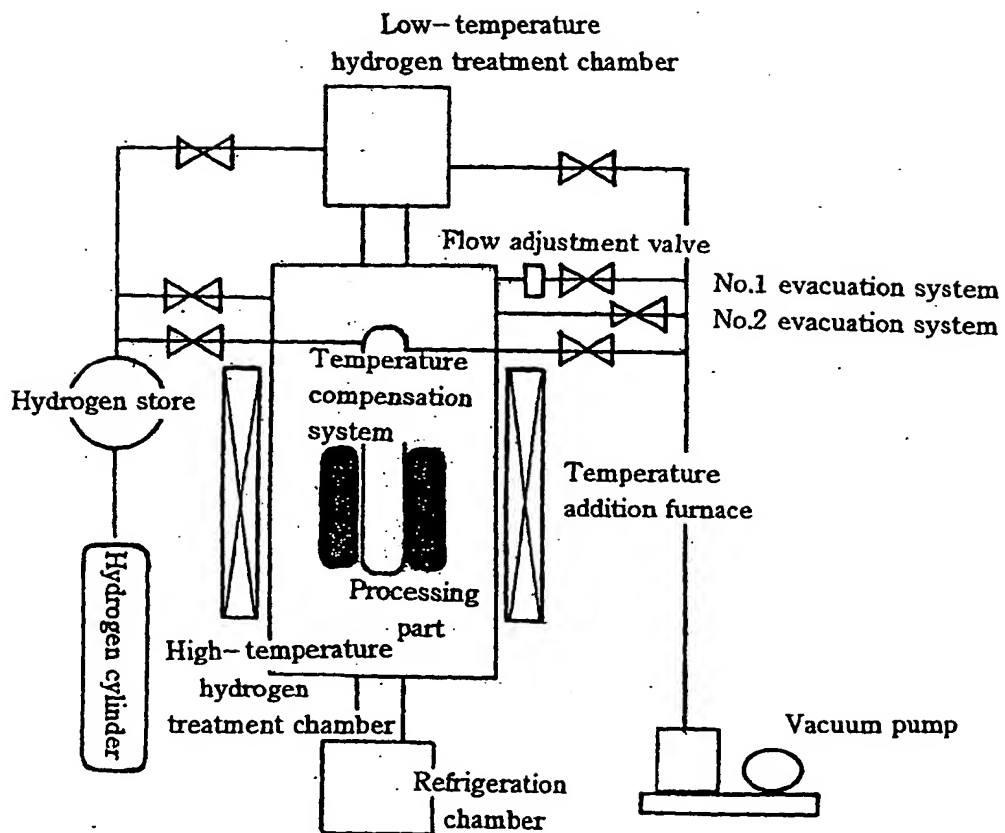 Low-temperature
hydrogen treatment chamber
Flow adjustment valve
No.1 evacuation system
No.2 evacuation system
Temperature
compensation
system
Hydrogen store
Temperature
addition furnace
Hydrogen cylinder
Processing
part
High-temperature
hydrogen
treatment chamber
Vacuum pump
Refrigeration
chamber